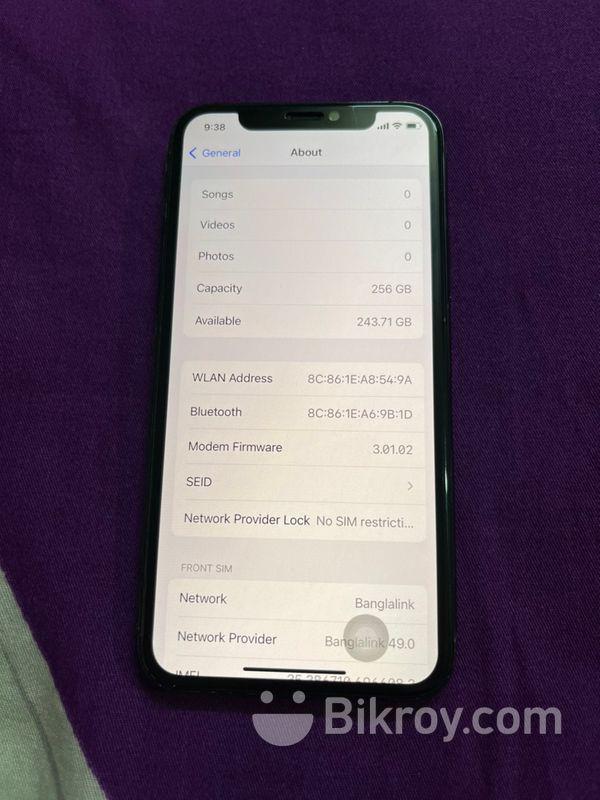 9:38
General
About
Songs 0
Videos 0
Photos 0
Capacity 256 GB
Available 243.71 GB
WLAN Address 8C:86:1E:A8:54:9A
Bluetooth 8C:86:1E:A6:9B:1D
Modem Firmware 3.01.02
SEID
Network Provider Lock No SIM restricti...
FRONT SIM
Network Banglalink
Network Provider Banglalink 49.0
IMEI
Bikroy.com